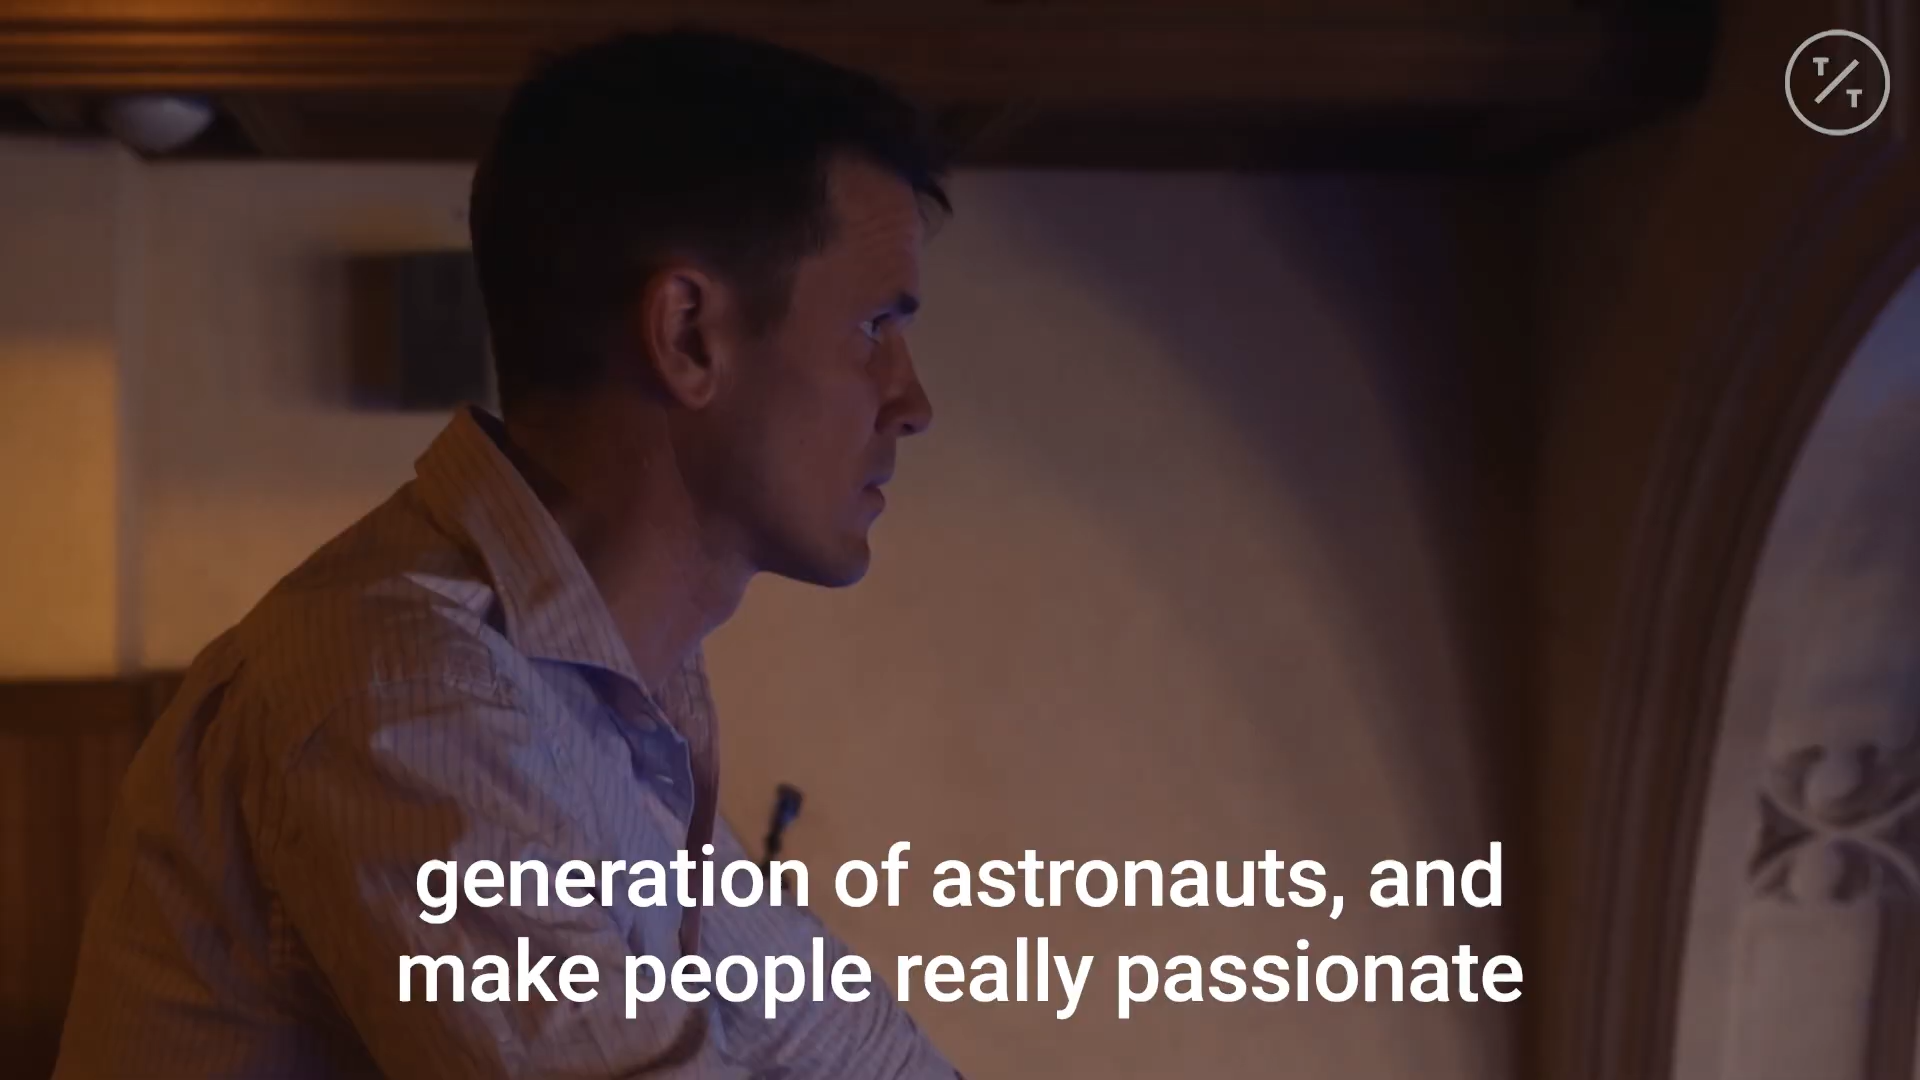 T/T
generation of astronauts, and
make people really passionate